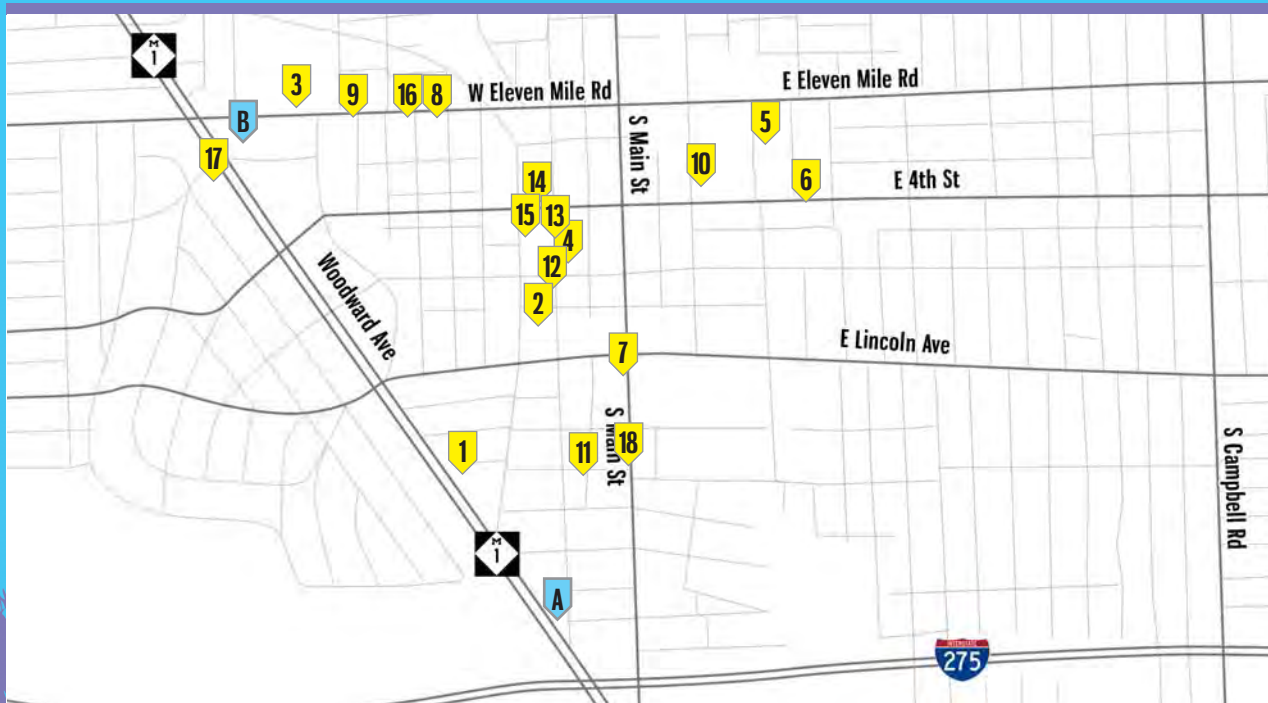 M
1
3
9
16
8
W Eleven Mile Rd
E Eleven Mile Rd
B
17
5
S Main St
10
6
E 4th St
14
15
13
4
12
2
Woodward Ave
7
E Lincoln Ave
1
11
18
S Main St
S Campbell Rd
M
1
A
INTERSTATE
275